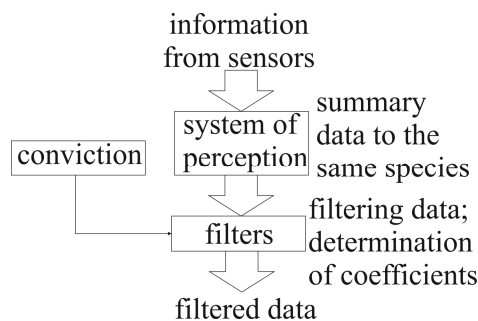 information
from sensors
system of
perception
summary
data to the
same species
conviction
filters
filtering data;
determination
of coefficients
filtered data